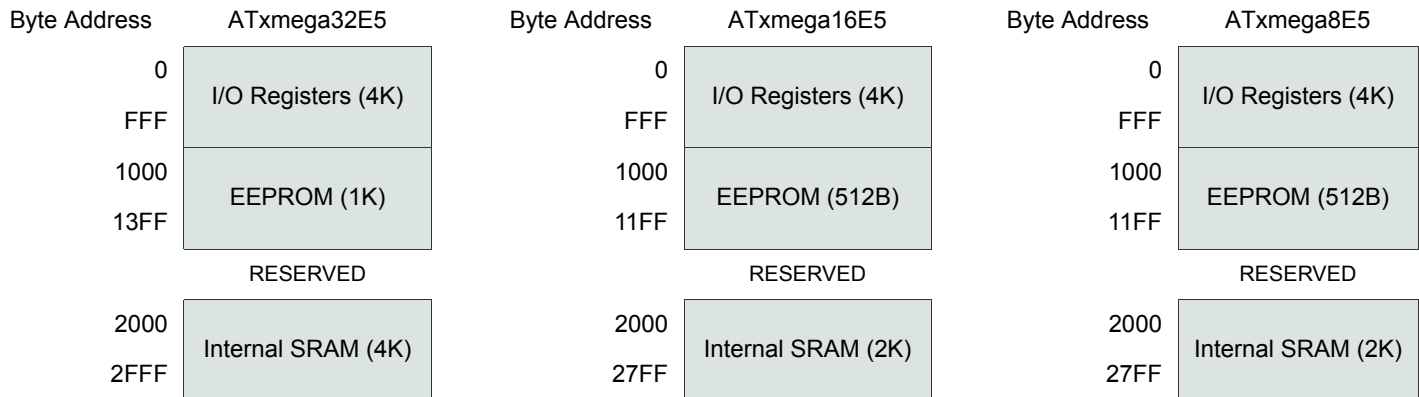 Byte Address ATxmega32E5 Byte Address ATxmega16E5 Byte Address ATxmega8E5
0 0 0
I/O Registers (4K) I/O Registers (4K) I/O Registers (4K)
FFF FFF FFF
1000 1000 1000
EEPROM (1K) EEPROM (512B) EEPROM (512B)
13FF 11FF 11FF
RESERVED RESERVED RESERVED
2000 2000 2000
Internal SRAM (4K) Internal SRAM (2K) Internal SRAM (2K)
2FFF 27FF 27FF